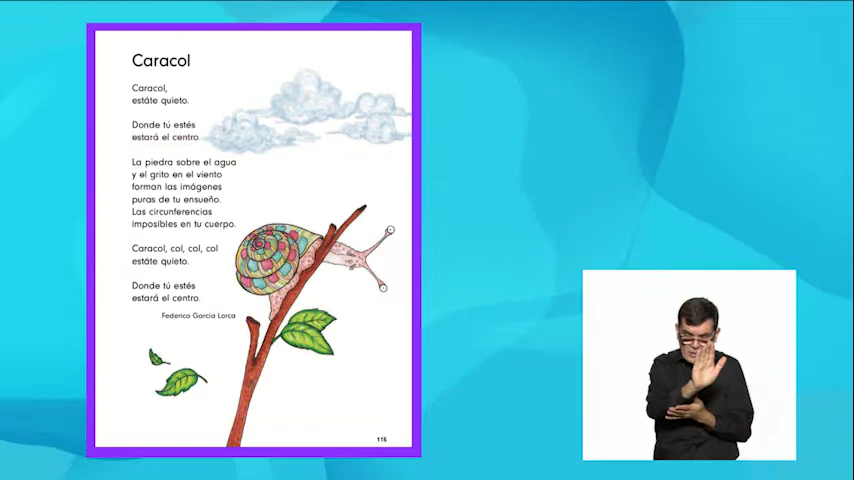 Caracol
Caracol,
estáte quieto.
Donde tú estés
estará el centro.
La piedra sobre el agua
y el grito en el viento
forman las imágenes
puras de tu ensueño.
Las circunferencias
imposibles en tu cuerpo.
Caracol, col, col, col
estáte quieto.
Donde tú estés
estará el centro.
Federico García Lorca
115